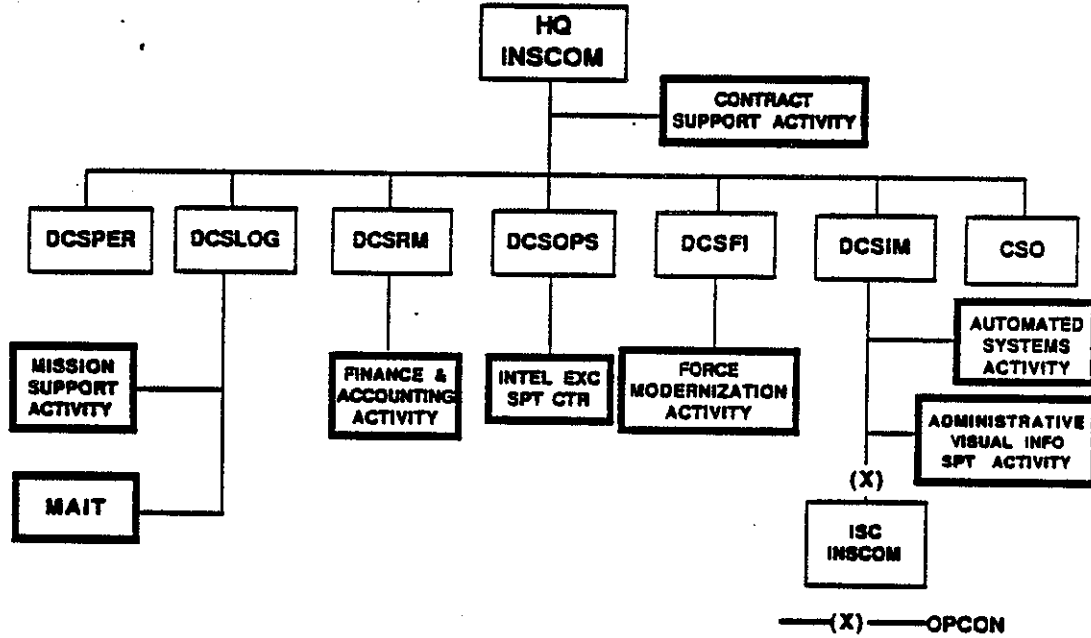 HQ
INSCOM
CONTRACT
SUPPORT ACTIVITY
DCSPER
DCSLOG
DCSRM
DCSOPS
DCSFI
DCSIM
CSO
MISSION
SUPPORT
ACTIVITY
MAIT
FINANCE &
ACCOUNTING
ACTIVITY
INTEL EXC
SPT CTR
FORCE
MODERNIZATION
ACTIVITY
AUTOMATED
SYSTEMS
ACTIVITY
ADMINISTRATIVE
VISUAL INFO
SPT ACTIVITY
(X)
ISC
INSCOM
(X) OPCON